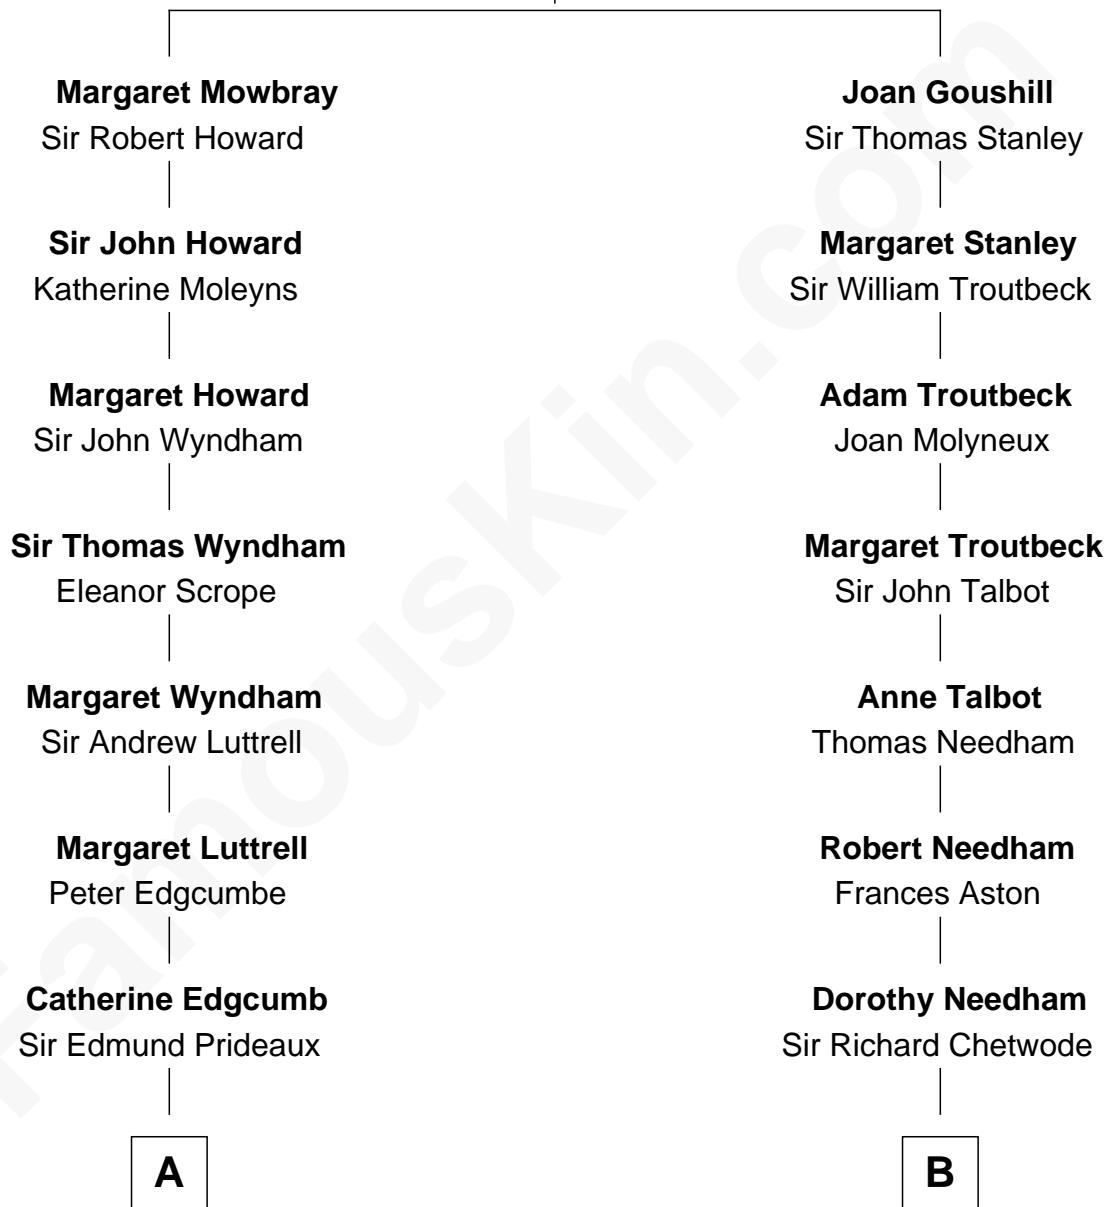 Margaret Mowbray
Sir Robert Howard
Sir John Howard
Katherine Moleyns
Margaret Howard
Sir John Wyndham
Sir Thomas Wyndham
Eleanor Scrope
Margaret Wyndham
Sir Andrew Luttrell
Margaret Luttrell
Peter Edgcumbe
Catherine Edgcumb
Sir Edmund Prideaux
A
Joan Goushill
Sir Thomas Stanley
Margaret Stanley
Sir William Troutbeck
Adam Troutbeck
Joan Molyneux
Margaret Troutbeck
Sir John Talbot
Anne Talbot
Thomas Needham
Robert Needham
Frances Aston
Dorothy Needham
Sir Richard Chetwode
B
FamousKin.com